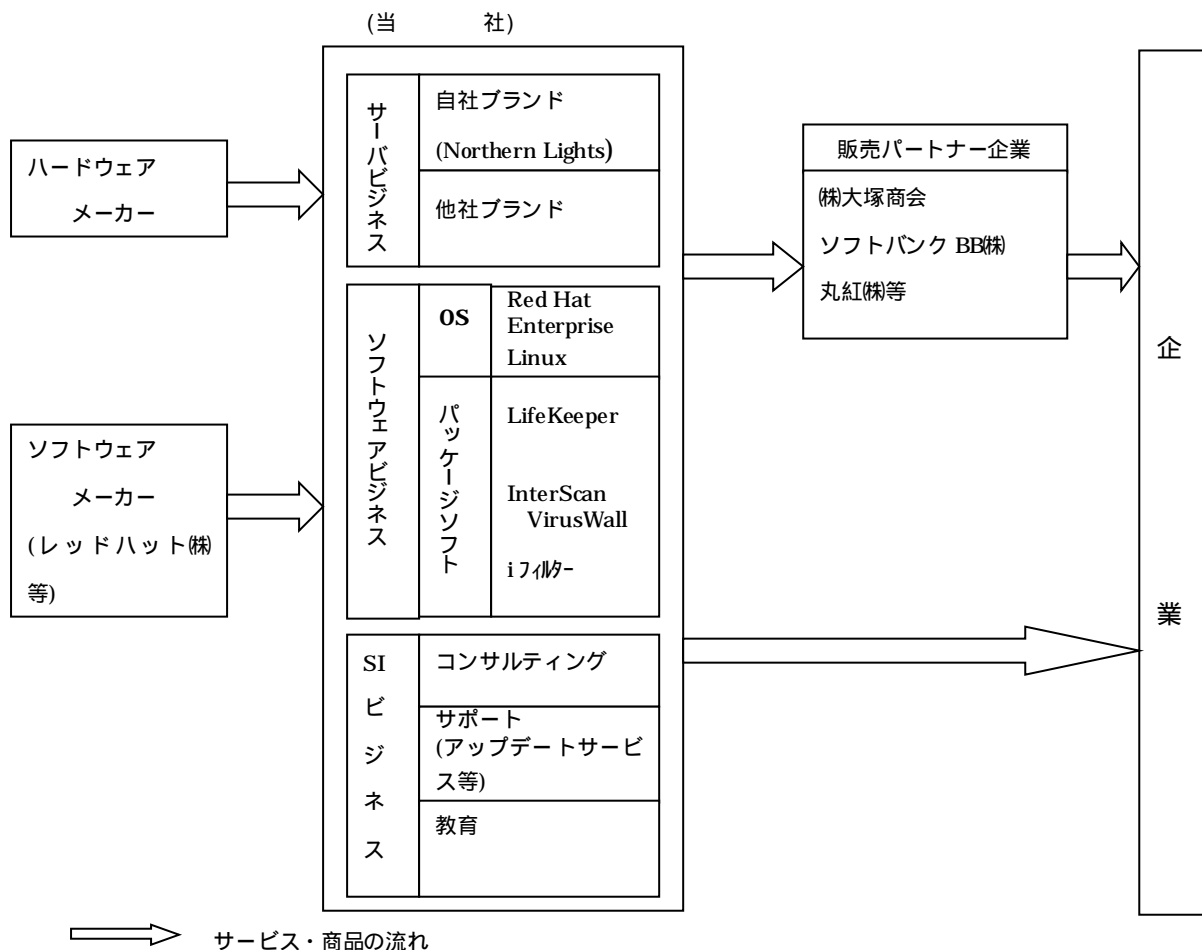 (当 社)
ハードウェア
メーカー
ソフトウェア
メーカー
(レッドハット㈱
等)
サーバビジネス
自社ブランド
(Northern Lights)
他社ブランド
ソフトウェアビジネス
OS
Red Hat
Enterprise
Linux
パッケージソフト
LifeKeeper
InterScan
VirusWall
iフィルター
SIビジネス
コンサルティング
サポート
(アップデートサービ
ス等)
教育
販売パートナー企業
㈱大塚商会
ソフトバンク BB㈱
丸紅㈱等
企業
サービス・商品の流れ